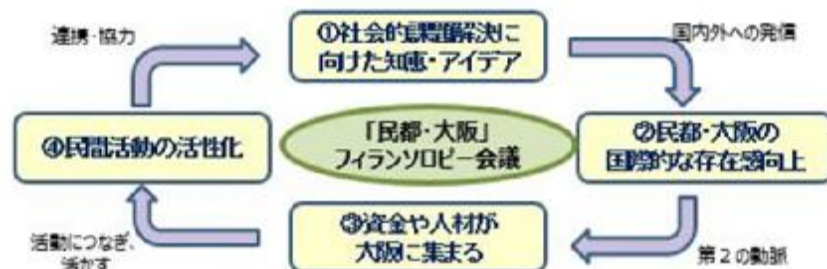 連携・協力
①社会的課題解決に
向けた知恵・アイデア
国内外への発信
④民間活動の活性化
「民都・大阪」
フィランソロピー会議
②民都・大阪の
国際的な存在感向上
活動につなぎ、
活かす
③資金や人材が
大阪に集まる
第２の動脈